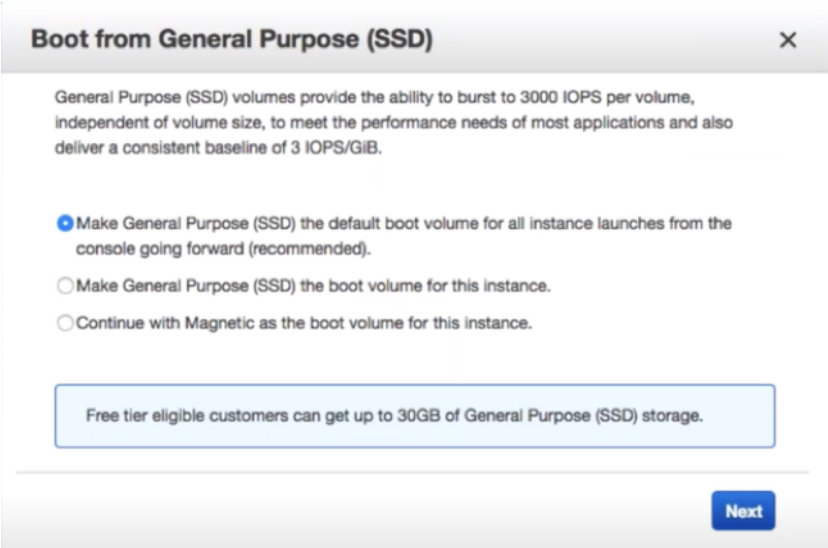 Boot from General Purpose (SSD)
General Purpose (SSD) volumes provide the ability to burst to 3000 IOPS per volume,
independent of volume size, to meet the performance needs of most applications and also
deliver a consistent baseline of 3 IOPS/GiB.
Make General Purpose (SSD) the default boot volume for all instance launches from the
console going forward (recommended).
Make General Purpose (SSD) the boot volume for this instance.
Continue with Magnetic as the boot volume for this instance.
Free tier eligible customers can get up to 30GB of General Purpose (SSD) storage.
Next